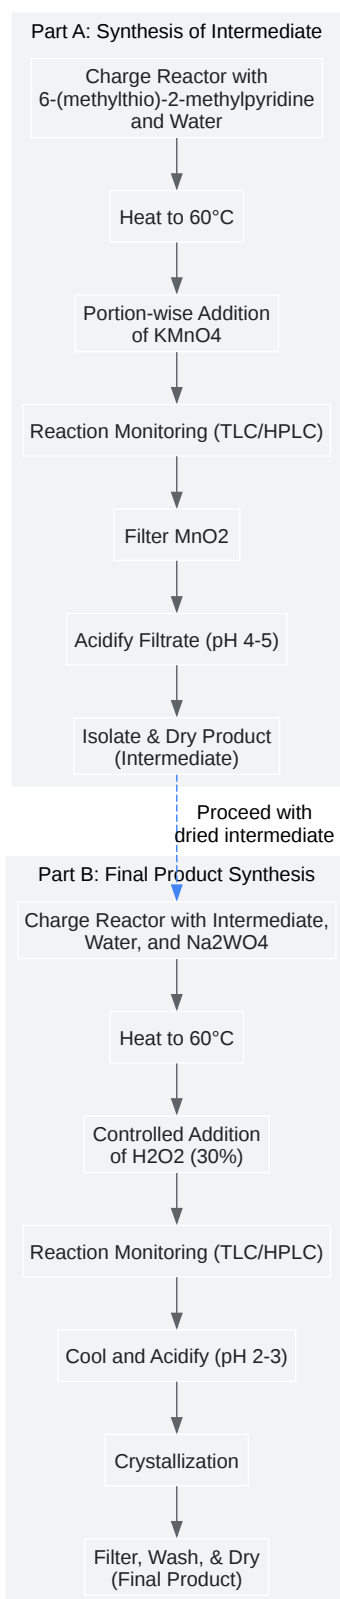 Part A: Synthesis of Intermediate
Charge Reactor with
6-(methylthio)-2-methylpyridine
and Water
Heat to 60°C
Portion-wise Addition
of KMnO4
Reaction Monitoring (TLC/HPLC)
Filter MnO2
Acidify Filtrate (pH 4-5)
Isolate & Dry Product
(Intermediate)
Proceed with
dried intermediate
Part B: Final Product Synthesis
Charge Reactor with Intermediate,
Water, and Na2WO4
Heat to 60°C
Controlled Addition
of H2O2 (30%)
Reaction Monitoring (TLC/HPLC)
Cool and Acidify (pH 2-3)
Crystallization
Filter, Wash, & Dry
(Final Product)